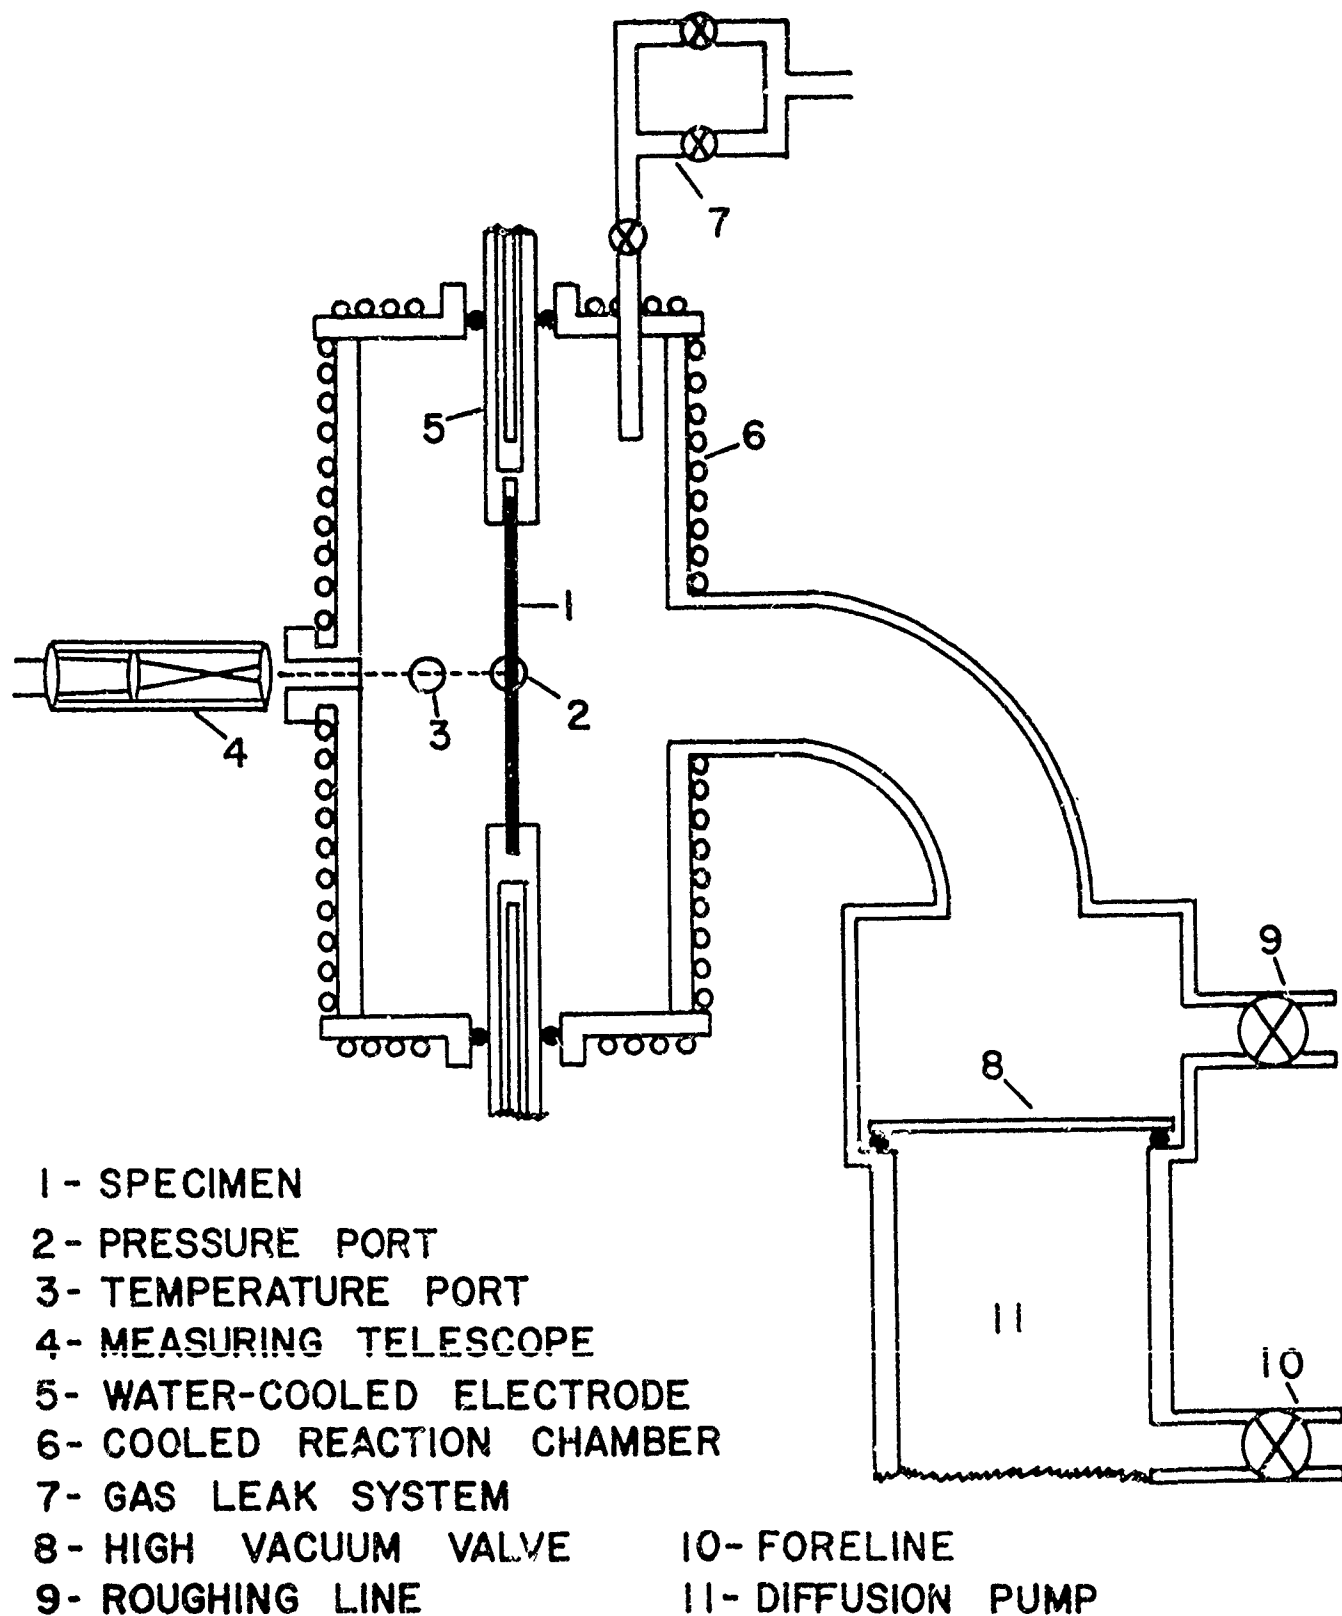 7
5
6
1
2
3
4
9
8
11
10
1 - SPECIMEN
2 - PRESSURE PORT
3 - TEMPERATURE PORT
4 - MEASURING TELESCOPE
5 - WATER-COOLED ELECTRODE
6 - COOLED REACTION CHAMBER
7 - GAS LEAK SYSTEM
8 - HIGH VACUUM VALVE
9 - ROUGHING LINE
10 - FORELINE
11 - DIFFUSION PUMP